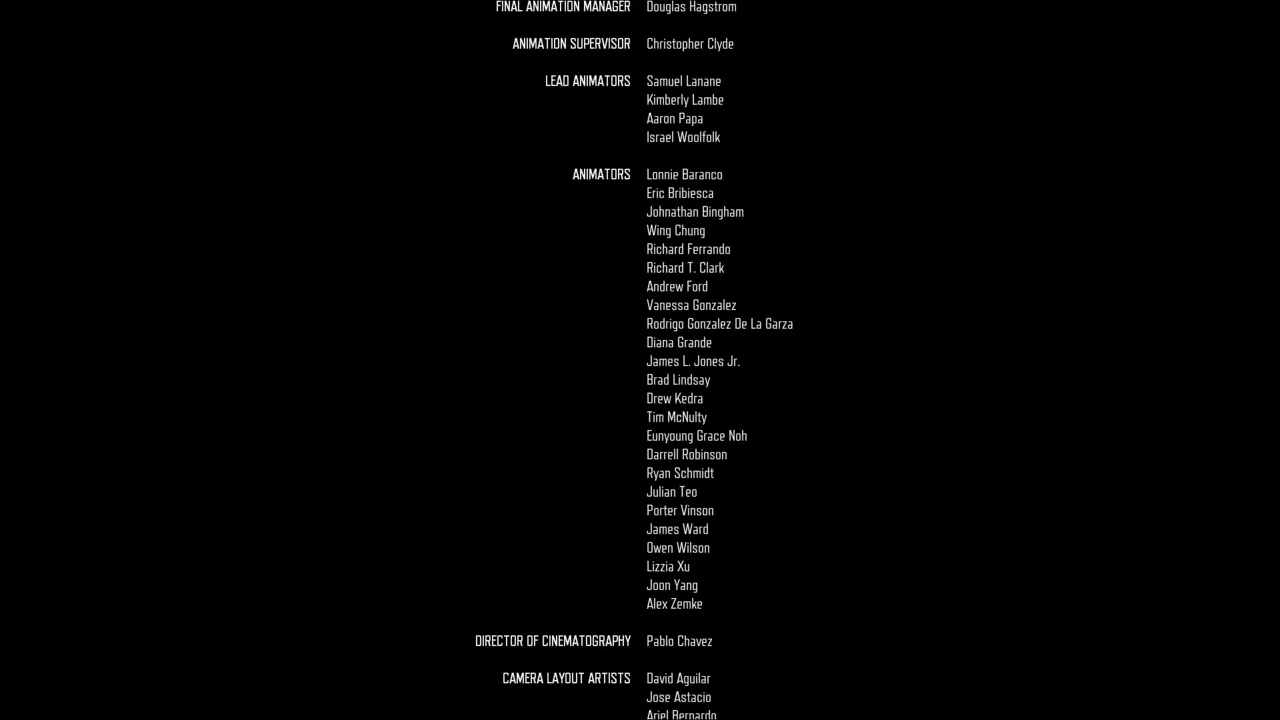 FINAL ANIMATION MANAGER Douglas Hagstrom
ANIMATION SUPERVISOR Christopher Clyde
LEAD ANIMATORS Samuel Lanane
Kimberly Lambe
Aaron Papa
Israel Woolfolk
ANIMATORS Lonnie Baranco
Eric Bribiesca
Johnathan Bingham
Wing Chung
Richard Ferrando
Richard T. Clark
Andrew Ford
Vanessa Gonzalez
Rodrigo Gonzalez De La Garza
Diana Grande
James L. Jones Jr.
Brad Lindsay
Drew Kedra
Tim McNulty
Eunyoung Grace Noh
Darrell Robinson
Ryan Schmidt
Julian Teo
Porter Vinson
James Ward
Owen Wilson
Lizzia Xu
Joon Yang
Alex Zemke
DIRECTOR OF CINEMATOGRAPHY Pablo Chavez
CAMERA LAYOUT ARTISTS David Aguilar
Jose Astacio
Ariel Bernardo